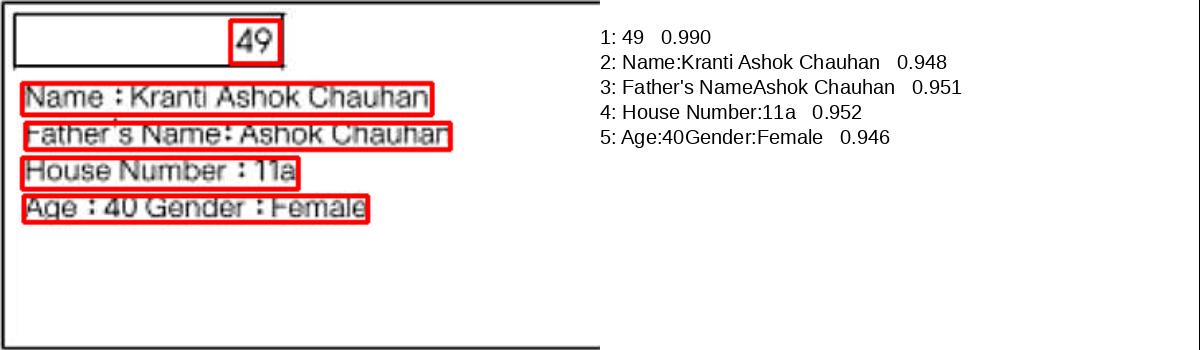 49
Name : Kranti Ashok Chauhan
Father's Name: Ashok Chauhan
House Number : 11a
Age : 40 Gender : Female
1: 49 0.990
2: Name:Kranti Ashok Chauhan 0.948
3: Father's NameAshok Chauhan 0.951
4: House Number:11a 0.952
5: Age:40Gender:Female 0.946